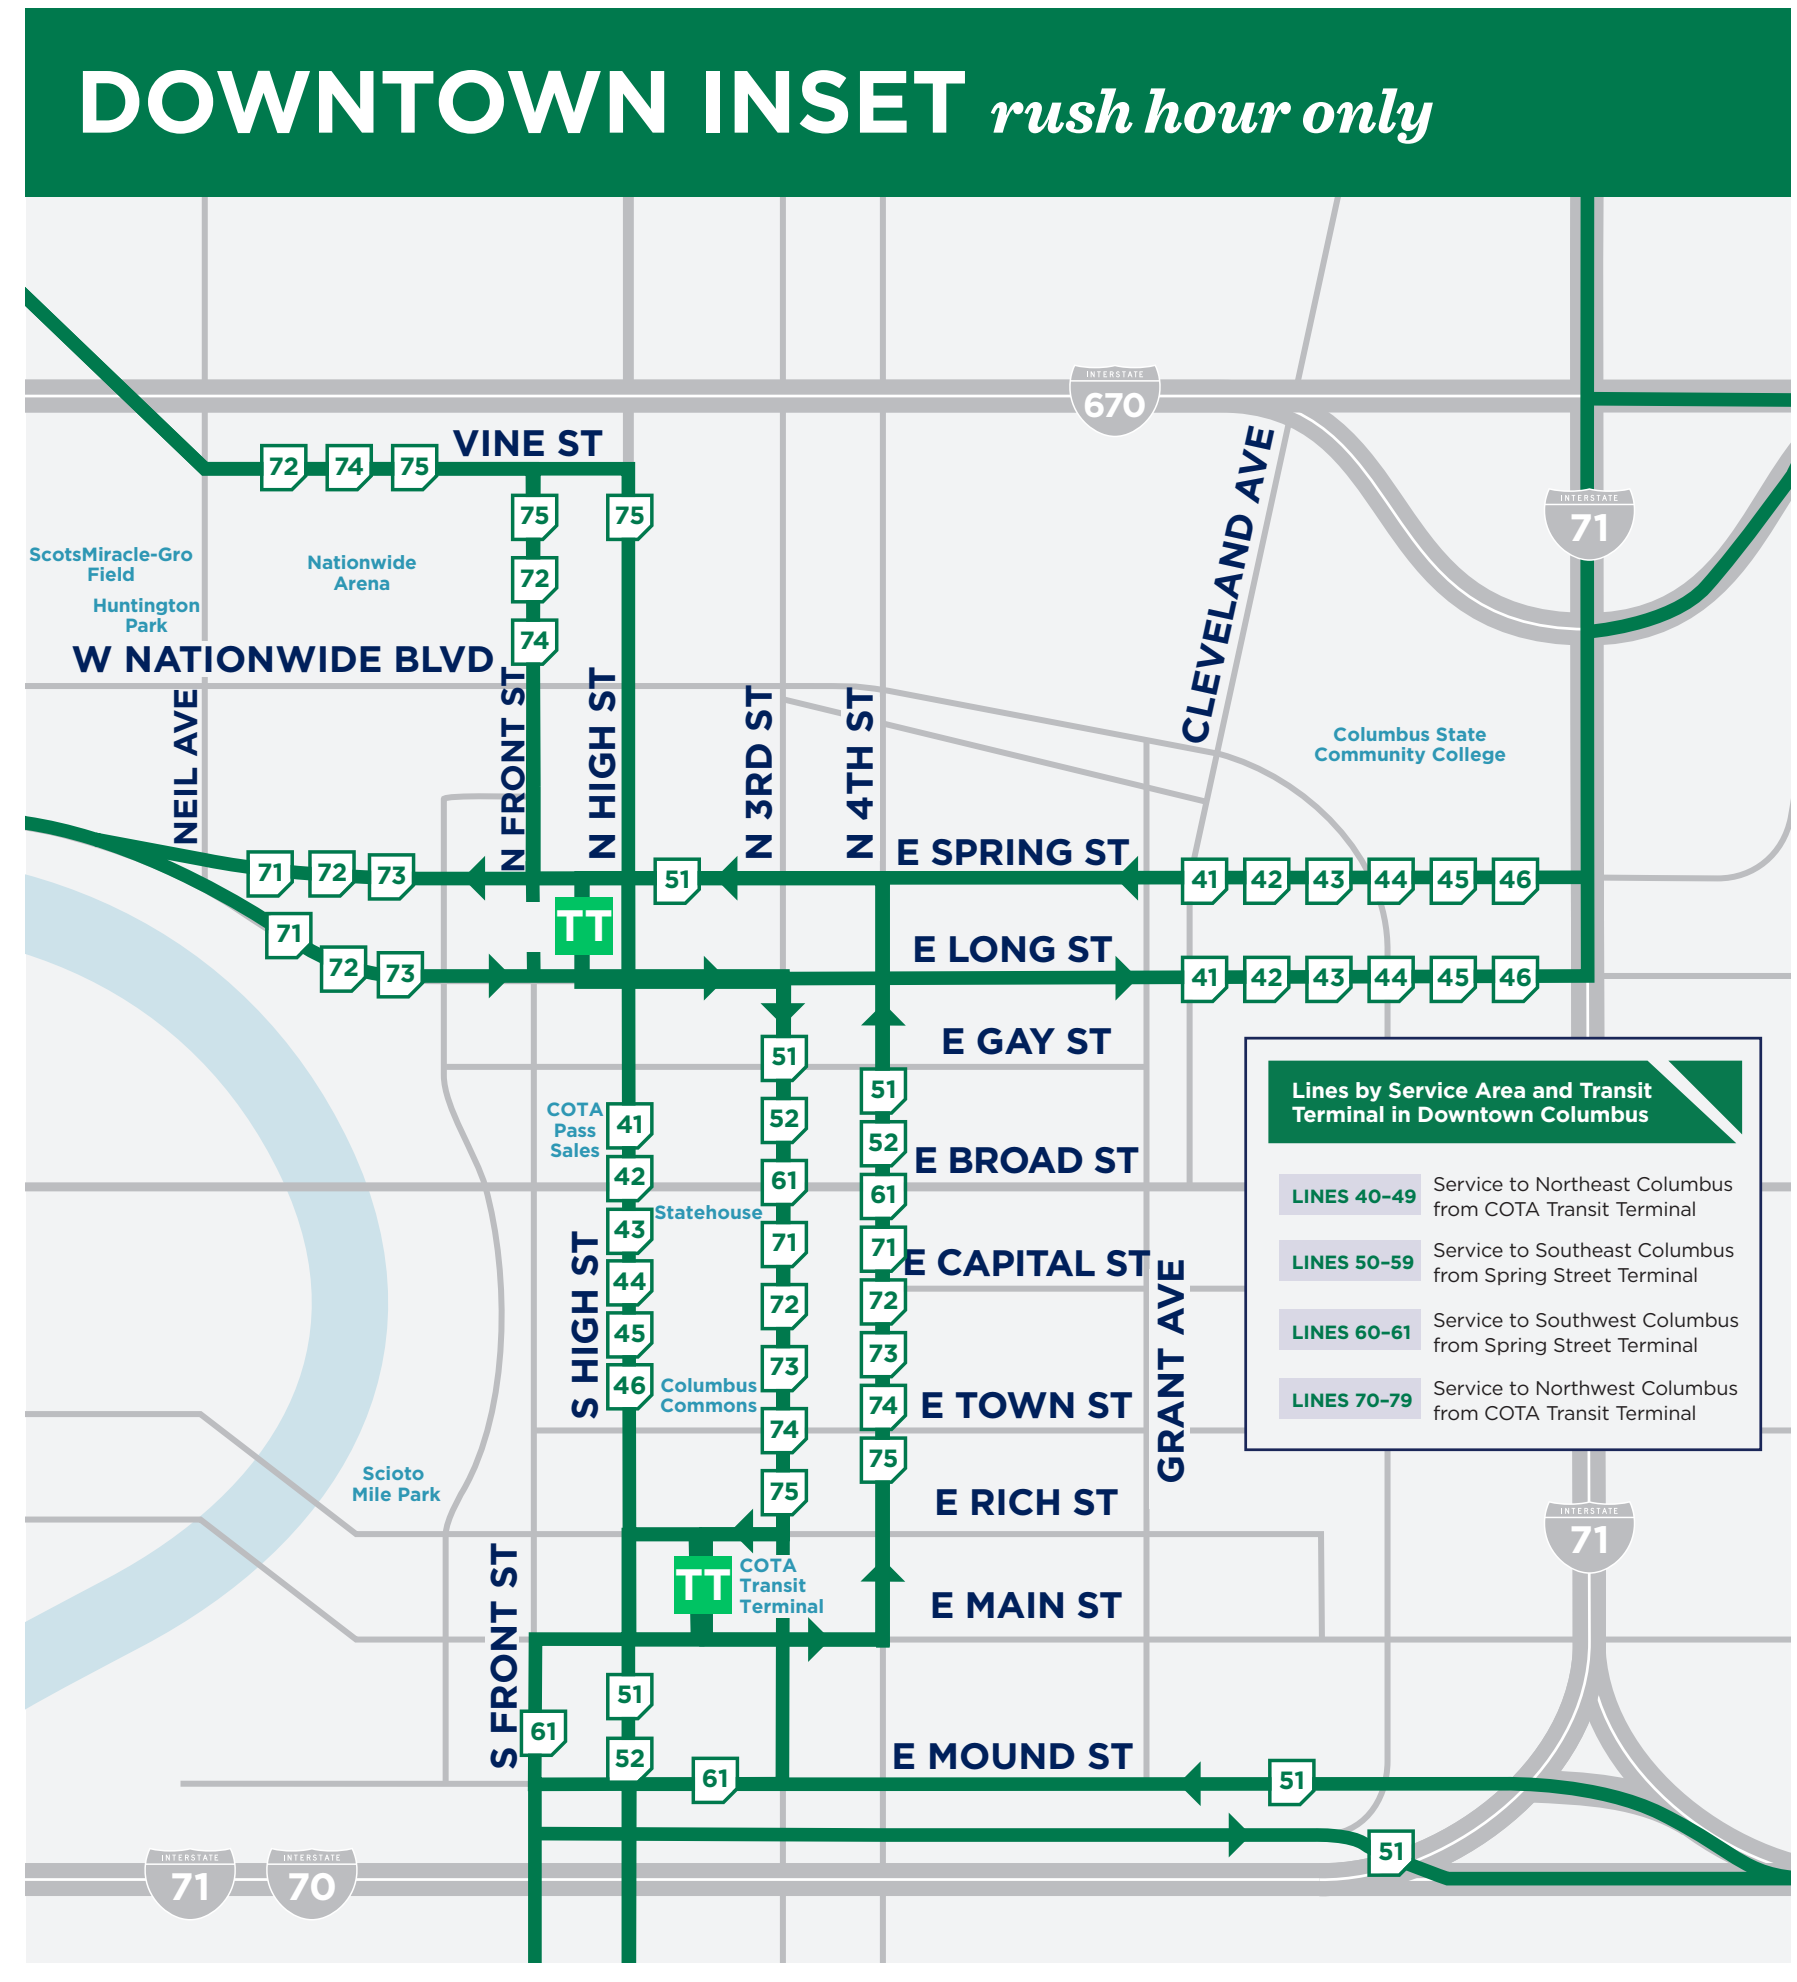 DOWNTOWN INSET rush hour only
INTERSTATE
670
VINE ST
72
74
75
75
75
72
74
CLEVELAND AVE
INTERSTATE
71
ScotsMiracle-Gro
Field
Nationwide
Arena
Huntington
Park
W NATIONWIDE BLVD
NEIL AVE
N FRONT ST
N HIGH ST
N 3RD ST
N 4TH ST
Columbus State
Community College
E SPRING ST
71
72
73
51
41
42
43
44
45
46
TT
71
72
73
E LONG ST
41
42
43
44
45
46
E GAY ST
51
52
61
71
72
73
74
75
51
52
61
71
72
73
74
75
COTA
Pass
Sales
41
42
43
44
45
46
E BROAD ST
Statehouse
S HIGH ST
E CAPITAL ST
GRANT AVE
Columbus
Commons
E TOWN ST
Scioto
Mile Park
E RICH ST
Lines by Service Area and Transit
Terminal in Downtown Columbus
LINES 40–49
Service to Northeast Columbus
from COTA Transit Terminal
LINES 50–59
Service to Southeast Columbus
from Spring Street Terminal
LINES 60–61
Service to Southwest Columbus
from Spring Street Terminal
LINES 70–79
Service to Northwest Columbus
from COTA Transit Terminal
INTERSTATE
71
TT
COTA
Transit
Terminal
E MAIN ST
S FRONT ST
61
51
52
61
E MOUND ST
51
51
INTERSTATE
71
INTERSTATE
70